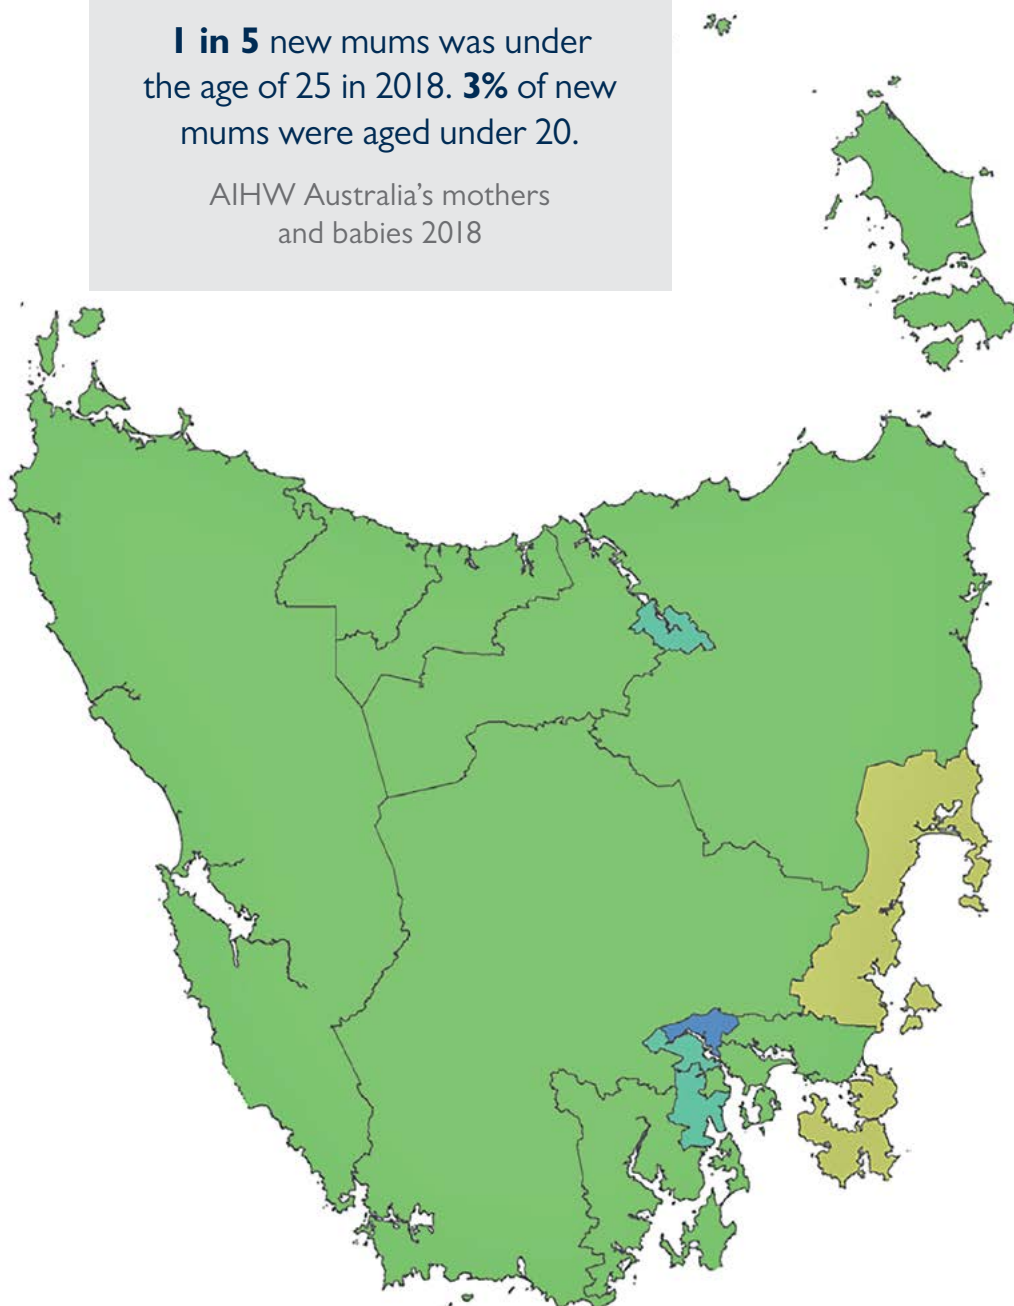 1 in 5 new mums was under
the age of 25 in 2018. 3% of new
mums were aged under 20.
AIHW Australia's mothers
and babies 2018